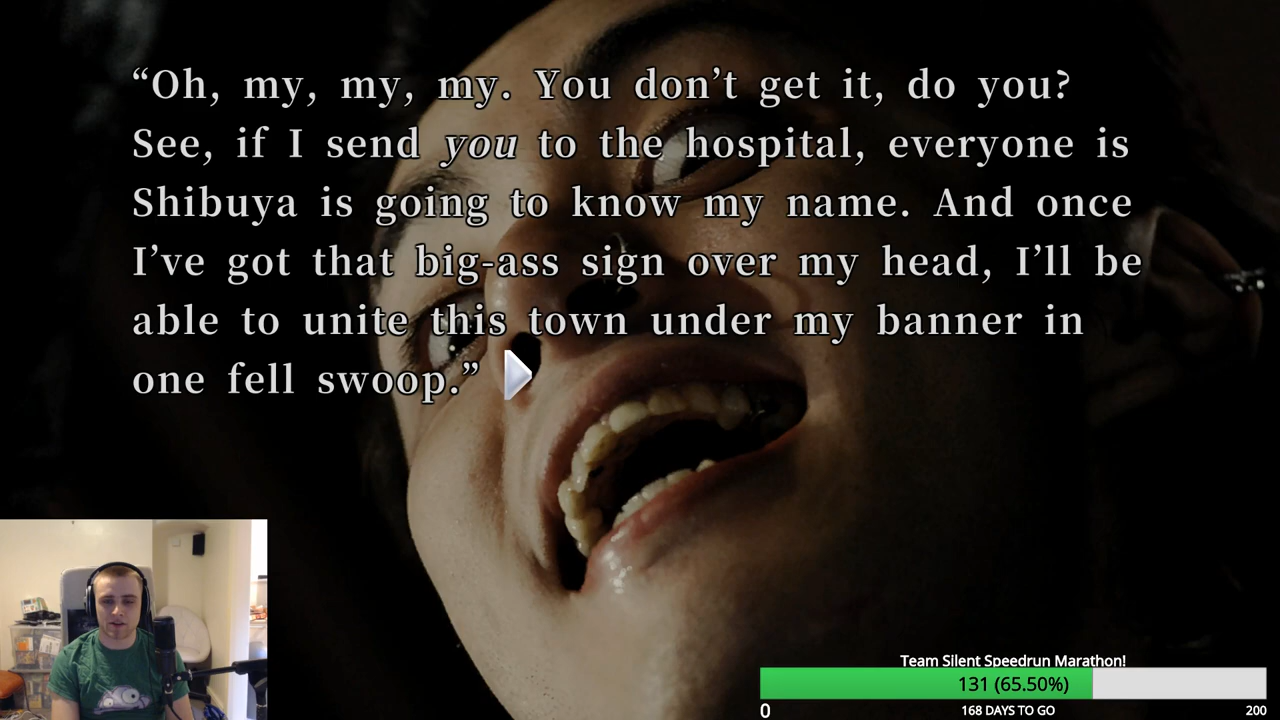 “Oh, my, my, my. You don’t get it, do you?
See, if I send you to the hospital, everyone is
Shibuya is going to know my name. And once
I’ve got that big-ass sign over my head, I’ll be
able to unite this town under my banner in
one fell swoop.”
Team Silent Speedrun Marathon!
131 (65.50%)
0 168 DAYS TO GO 200